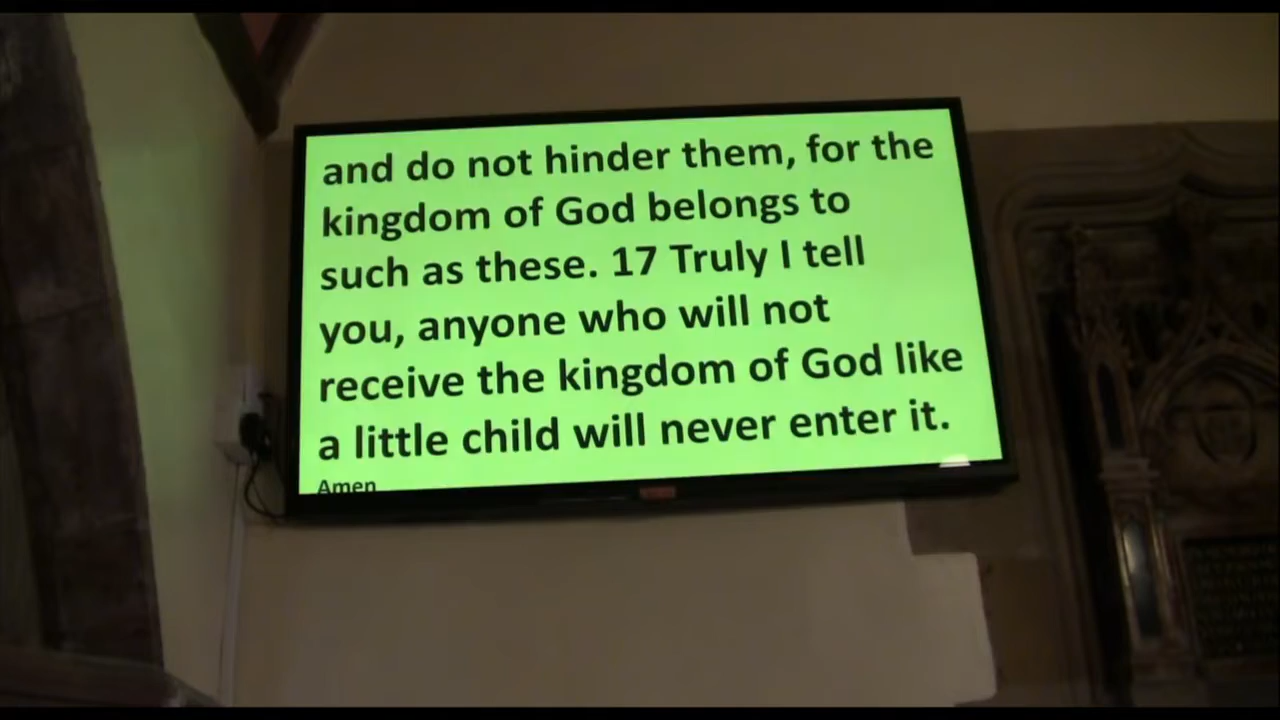 and do not hinder them, for the
kingdom of God belongs to
such as these. 17 Truly I tell
you, anyone who will not
receive the kingdom of God like
a little child will never enter it.
Amen